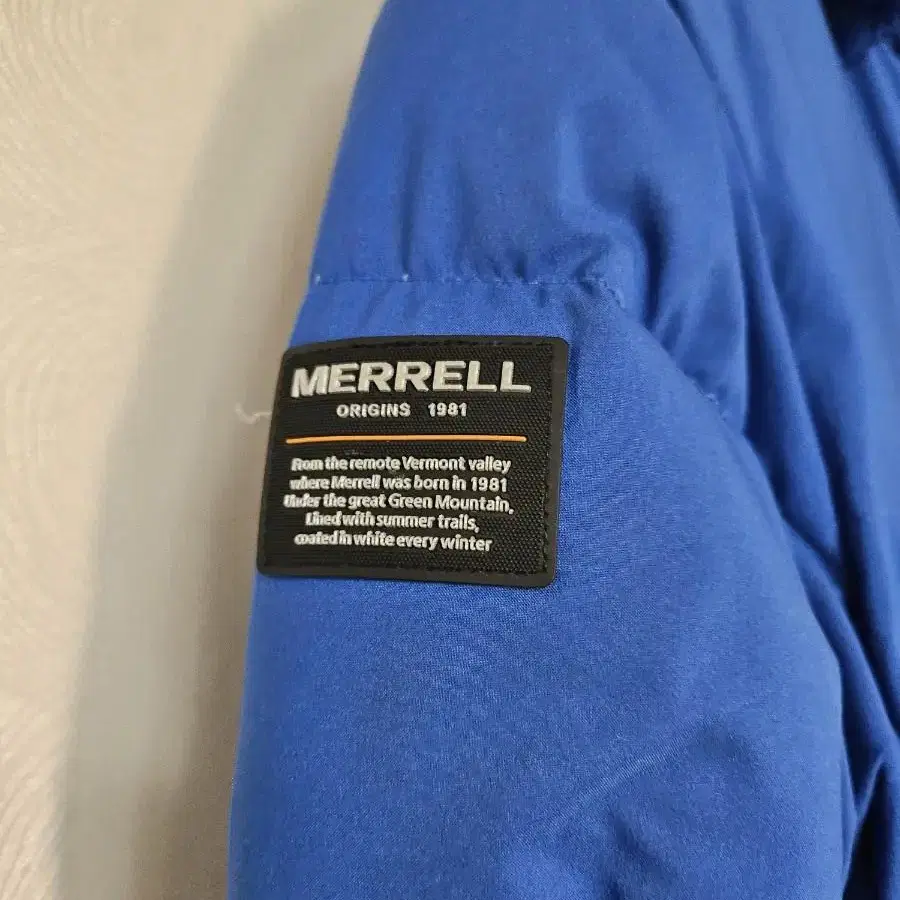 MERRELL
ORIGINS 1981
From the remote Vermont valley
where Merrell was born in 1981
Under the great Green Mountain,
Lined with summer trails,
coated in white every winter